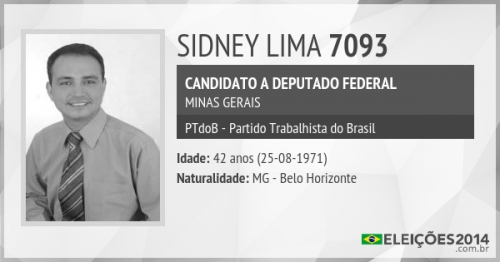 SIDNEY LIMA 7093
CANDIDATO A DEPUTADO FEDERAL
MINAS GERAIS
PTdoB - Partido Trabalhista do Brasil
Idade: 42 anos (25-08-1971)
Naturalidade: MG - Belo Horizonte
ELEIÇÕES2014
.com.br